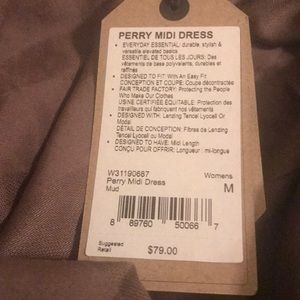 PERRY MIDI DRESS
• EVERYDAY ESSENTIAL: durable, stylish &
versatile elevated basics
ESSENTIEL DE TOUS LES JOURS: Des
vêtements de base polyvalents, durables et
raffinés
• DESIGNED TO FIT: With An Easy Fit
CONCEPTION ET COUPE: Coupe décontractée
• FAIR TRADE FACTORY: Protecting the People
Who Make Our Clothes
USINE CERTIFIÉE ÉQUITABLE: Protection des
travailleurs qui fabriquent nos vêtements
• DESIGNED WITH: Lenzing Tencel Lyocell Or
Modal
DÉTAIL DE CONCEPTION: Fibres de Lenzing
Tencel Lyocell ou Modal
• DESIGNED TO HAVE: Midi Length
CONÇU POUR OFFRIR: Longueur : mi-longue
W31190667 Womens
Perry Midi Dress
Mud M
8 89760 50066 7
Suggested
Retail $79.00